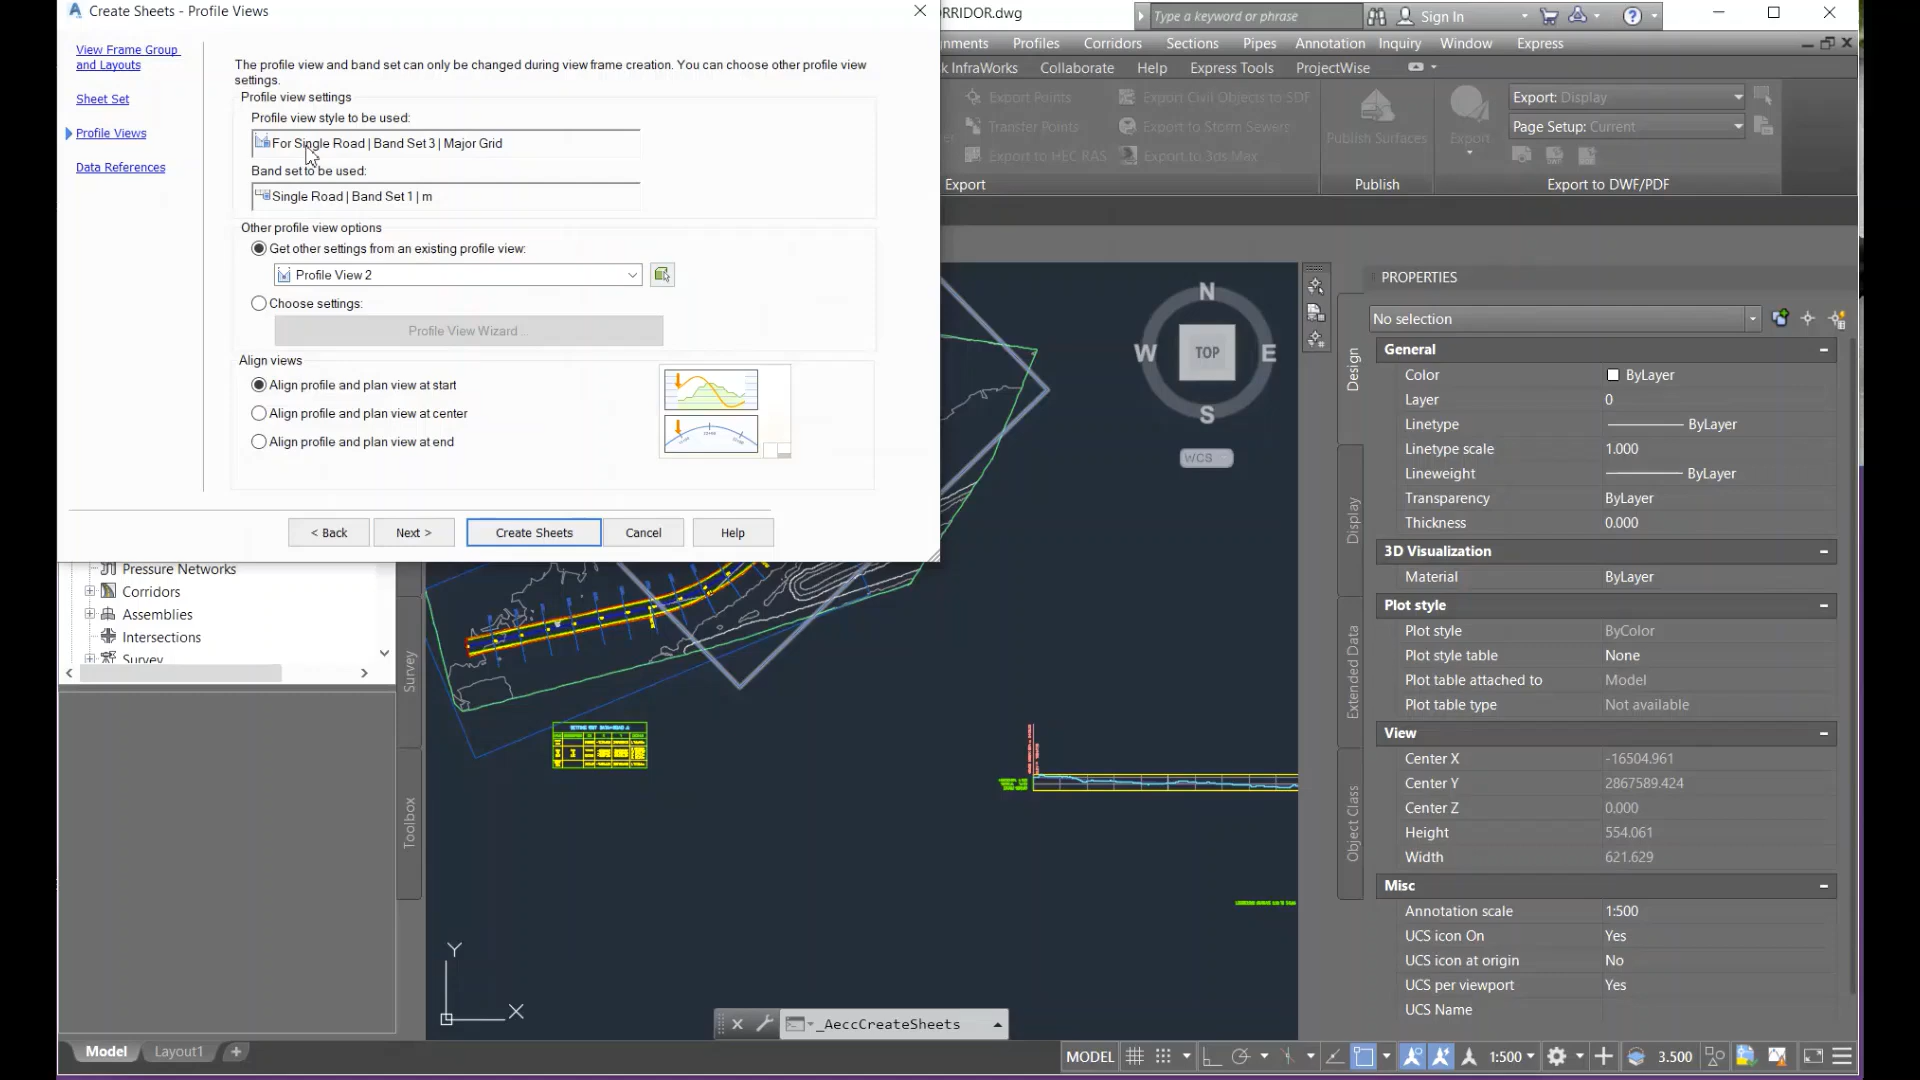 Create Sheets - Profile Views
View Frame Group
and Layouts
Sheet Set
Profile Views
Data References
The profile view and band set can only be changed during view frame creation. You can choose other profile view
settings.
Profile view settings
Profile view style to be used:
For Single Road | Band Set 3 | Major Grid
Band set to be used:
Single Road | Band Set 1 | m
Other profile view options
Get other settings from an existing profile view:
Profile View 2
Choose settings:
Profile View Wizard ...
Align views
Align profile and plan view at start
Align profile and plan view at center
Align profile and plan view at end
< Back
Next >
Create Sheets
Cancel
Help
RRIDOR.dwg
Type a keyword or phrase
Sign In
nments
Profiles
Corridors
Sections
Pipes
Annotation
Inquiry
Window
Express
k InfraWorks
Collaborate
Help
Express Tools
ProjectWise
Export Points
Export Civil Objects to SDF
Transfer Points
Export to Storm Sewers
Export to HEC RAS
Export to 3ds Max
Publish Surfaces
Export
Export: Display
Page Setup: Current
Export
Publish
Export to DWF/PDF
N
W
TOP
E
S
WCS
PROPERTIES
No selection
General
Color ByLayer
Layer 0
Linetype ByLayer
Linetype scale 1.000
Lineweight ByLayer
Transparency ByLayer
Thickness 0.000
3D Visualization
Material ByLayer
Plot style
Plot style ByColor
Plot style table None
Plot table attached to Model
Plot table type Not available
View
Center X -16504.961
Center Y 2867589.424
Center Z 0.000
Height 554.061
Width 621.629
Misc
Annotation scale 1:500
UCS icon On Yes
UCS icon at origin No
UCS per viewport Yes
UCS Name
Design
Display
Extended Data
Object Class
Pressure Networks
Corridors
Assemblies
Intersections
Survey
Survey
Toolbox
Y
X
_AeccCreateSheets
Model
Layout1
MODEL
1:500
3.500